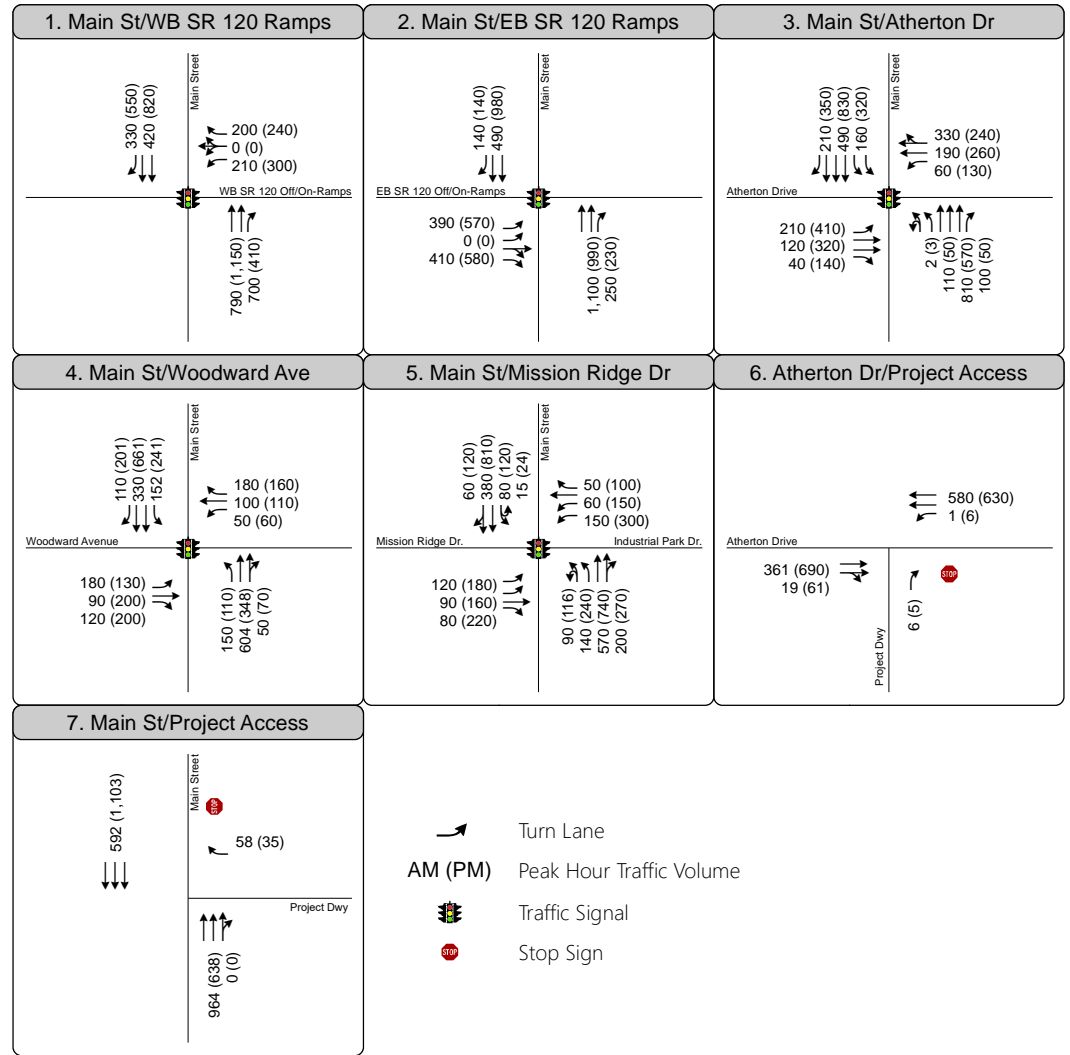 1. Main St/WB SR 120 Ramps
330 (550)
420 (820)
Main Street
200 (240)
0 (0)
210 (300)
WB SR 120 Off/On-Ramps
790 (1,150)
700 (410)
2. Main St/EB SR 120 Ramps
140 (140)
490 (980)
Main Street
EB SR 120 Off/On-Ramps
390 (570)
0 (0)
410 (580)
1,100 (990)
250 (230)
3. Main St/Atherton Dr
210 (350)
490 (830)
160 (320)
Main Street
330 (240)
190 (260)
60 (130)
Atherton Drive
210 (410)
120 (320)
40 (140)
2 (3)
110 (50)
810 (570)
100 (50)
4. Main St/Woodward Ave
110 (201)
330 (661)
152 (241)
Main Street
180 (160)
100 (110)
50 (60)
Woodward Avenue
180 (130)
90 (200)
120 (200)
150 (110)
604 (348)
50 (70)
5. Main St/Mission Ridge Dr
60 (120)
380 (810)
80 (120)
15 (24)
Main Street
50 (100)
60 (150)
150 (300)
Mission Ridge Dr.
Industrial Park Dr.
120 (180)
90 (160)
80 (220)
90 (116)
140 (240)
570 (740)
200 (270)
6. Atherton Dr/Project Access
580 (630)
1 (6)
Atherton Drive
361 (690)
19 (61)
6 (5)
STOP
Project Dwy
7. Main St/Project Access
592 (1,103)
Main Street
STOP
58 (35)
Project Dwy
964 (638)
0 (0)
Turn Lane
AM (PM) Peak Hour Traffic Volume
Traffic Signal
STOP Stop Sign